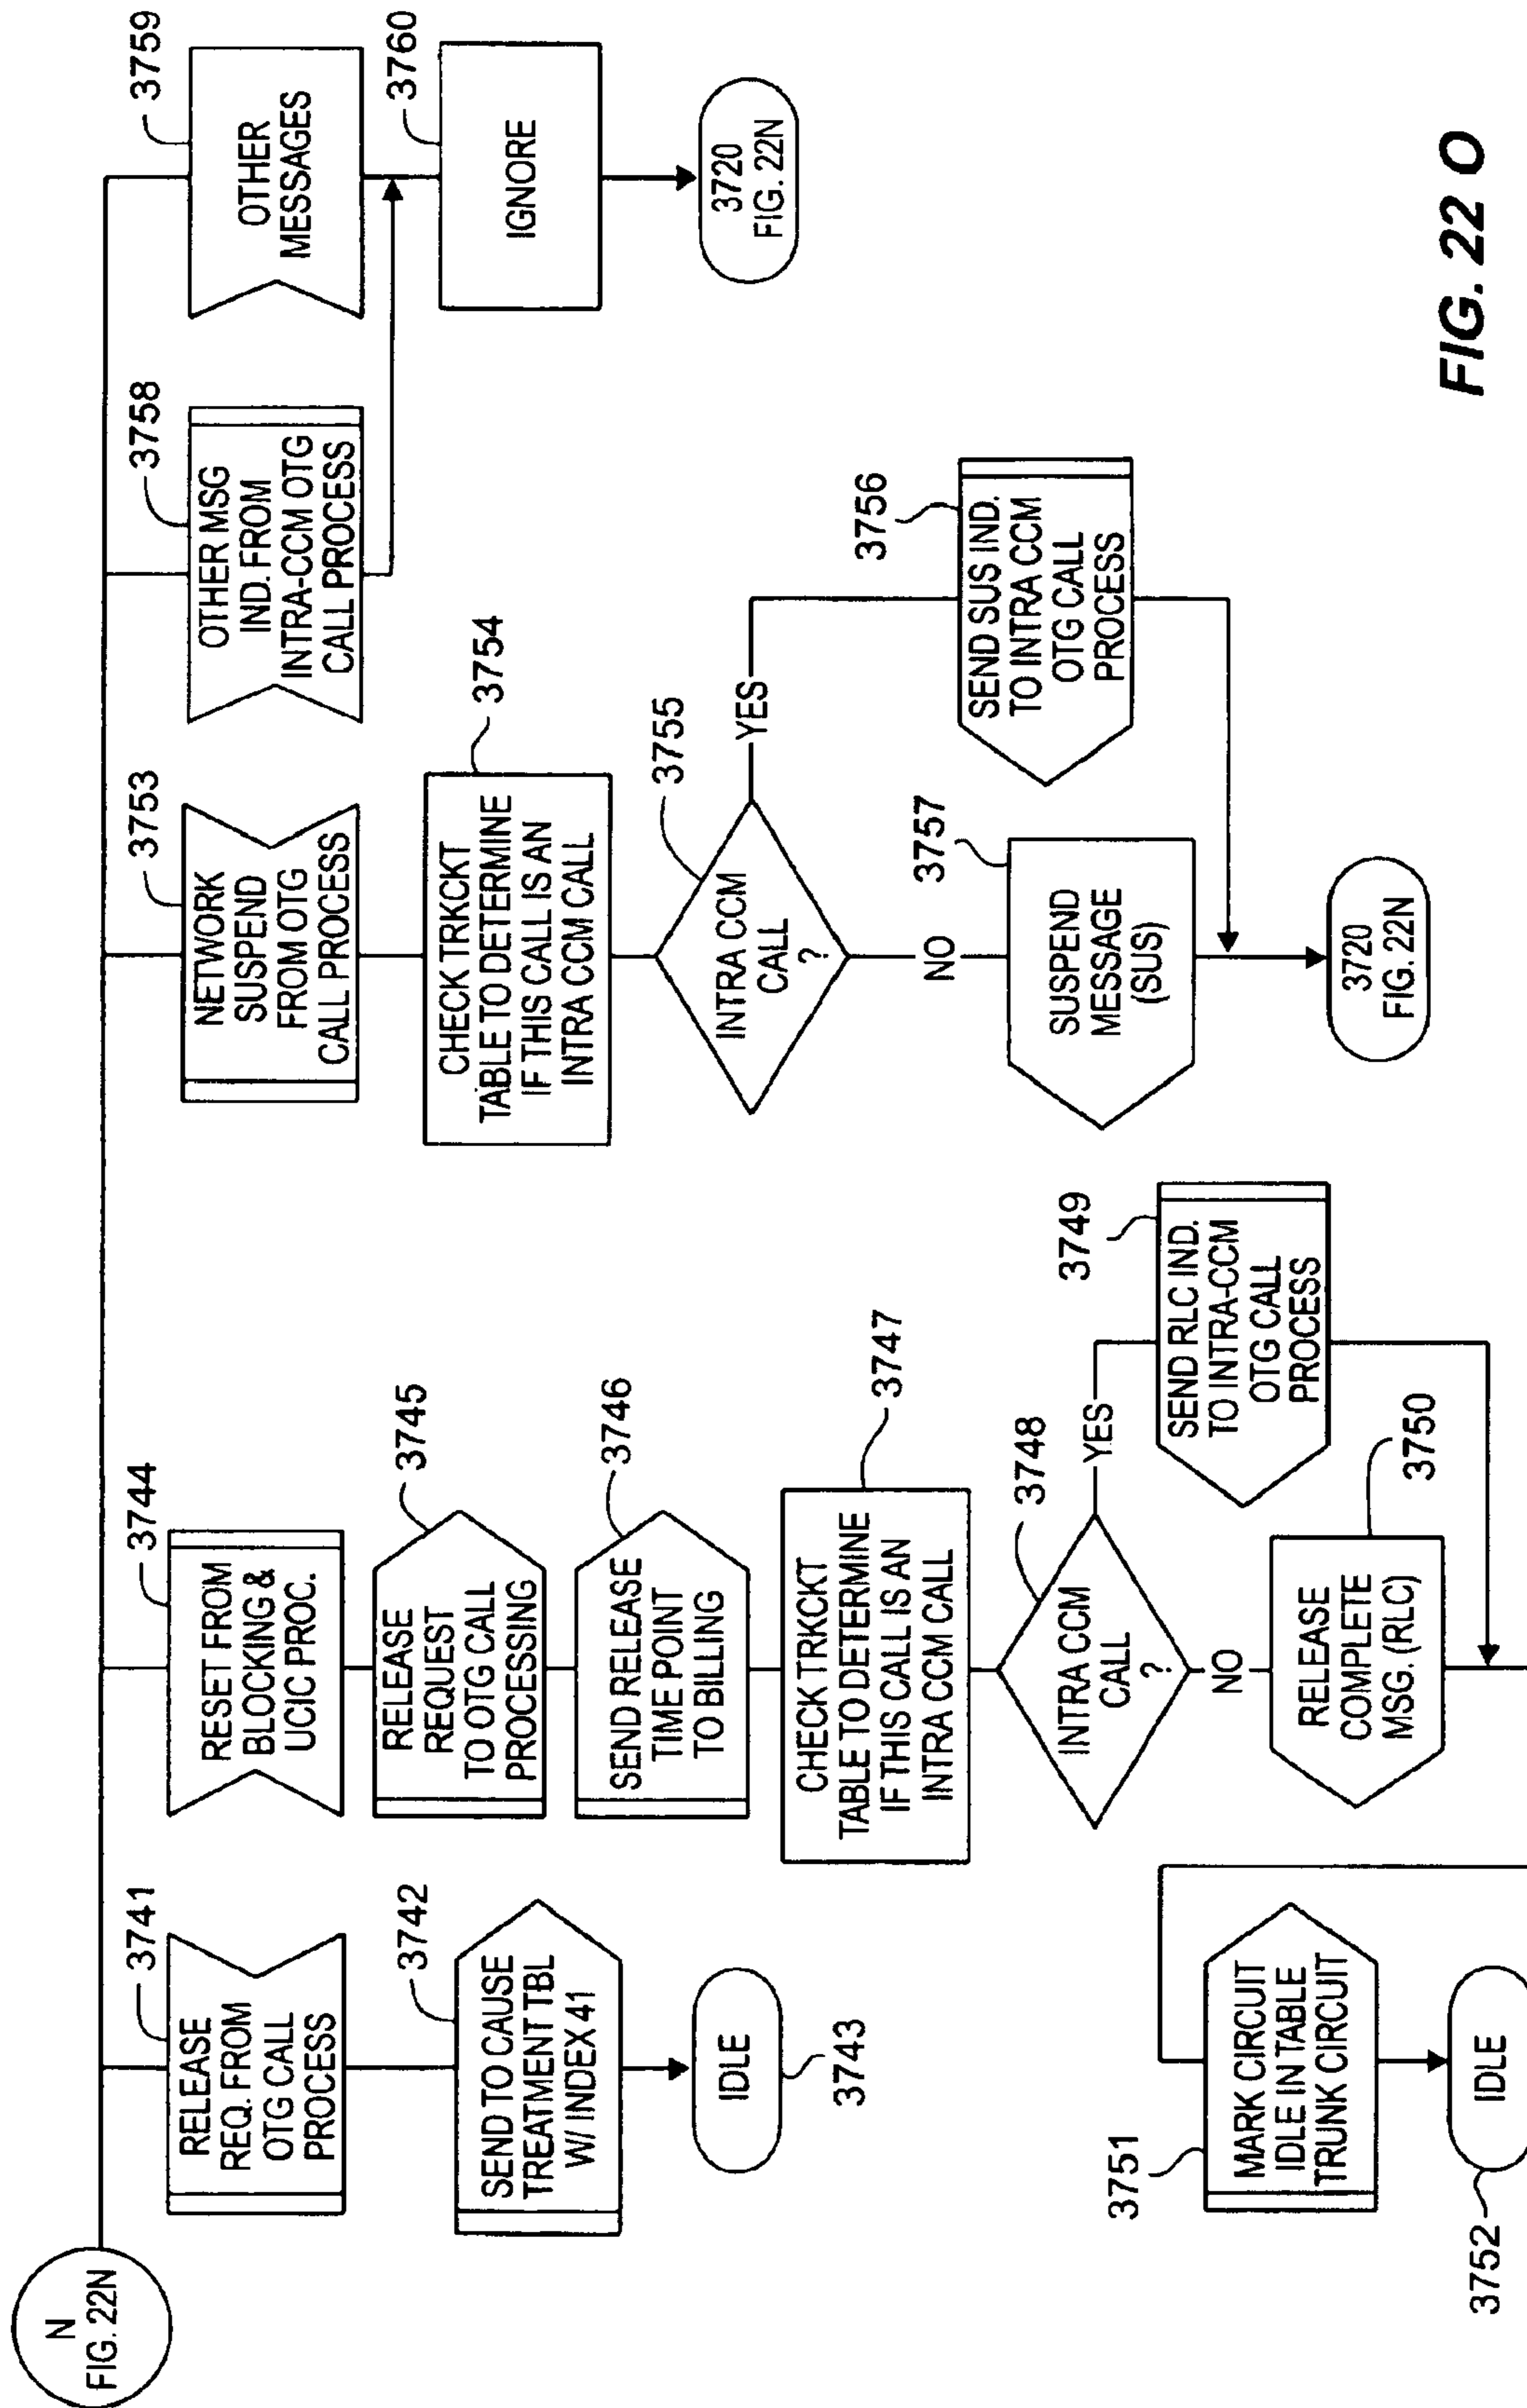 N
FIG. 22N
3741
RELEASE
REQ. FROM
OTG CALL
PROCESS
3742
SEND TO CAUSE
TREATMENT TBL
W/ INDEX 41
IDLE
3743
3744
RESET FROM
BLOCKING &
UCIC PROC.
3745
RELEASE
REQUEST
TO OTG CALL
PROCESSING
3746
SEND RELEASE
TIME POINT
TO BILLING
3747
CHECK TRKCKT
TABLE TO DETERMINE
IF THIS CALL IS AN
INTRA CCM CALL
3748
INTRA CCM
CALL
?
YES
NO
3749
SEND RLC IND.
TO INTRA-CCM
OTG CALL
PROCESS
3750
RELEASE
COMPLETE
MSG. (RLC)
3751
MARK CIRCUIT
IDLE IN TABLE
TRUNK CIRCUIT
IDLE
3752
3753
NETWORK
SUSPEND
FROM OTG
CALL PROCESS
3754
CHECK TRKCKT
TABLE TO DETERMINE
IF THIS CALL IS AN
INTRA CCM CALL
3755
INTRA CCM
CALL
?
YES
NO
3756
SEND SUS IND.
TO INTRA CCM
OTG CALL
PROCESS
3757
SUSPEND
MESSAGE
(SUS)
3720
FIG. 22N
3758
OTHER MSG
IND. FROM
INTRA-CCM OTG
CALL PROCESS
3759
OTHER
MESSAGES
3760
IGNORE
3720
FIG. 22N
FIG. 22 O